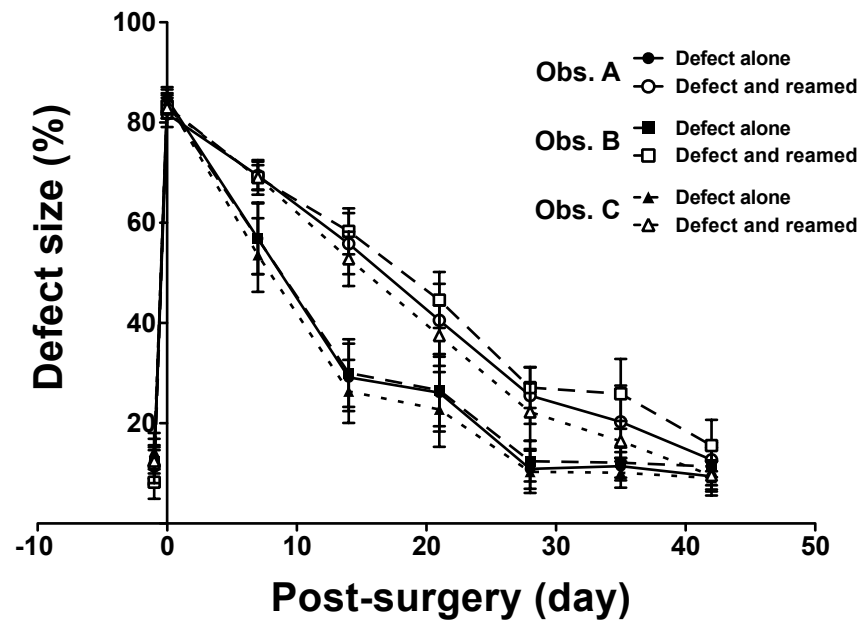 100
80
60
40
20
-10 0 10 20 30 40 50
Defect size (%)
Post-surgery (day)
Obs. A
Defect alone
Defect and reamed
Obs. B
Defect alone
Defect and reamed
Obs. C
Defect alone
Defect and reamed